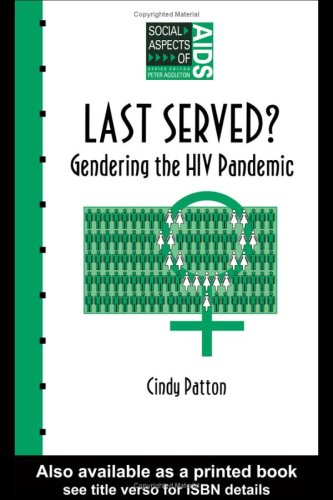 Copyrighted Material
SOCIAL
ASPECTS
OF
AIDS
SERIES EDITOR
PETER AGGLETON
LAST SERVED?
Gendering the HIV Pandemic
Cindy Patton
Copyrighted Material
Also available as a printed book
see title verso for ISBN details